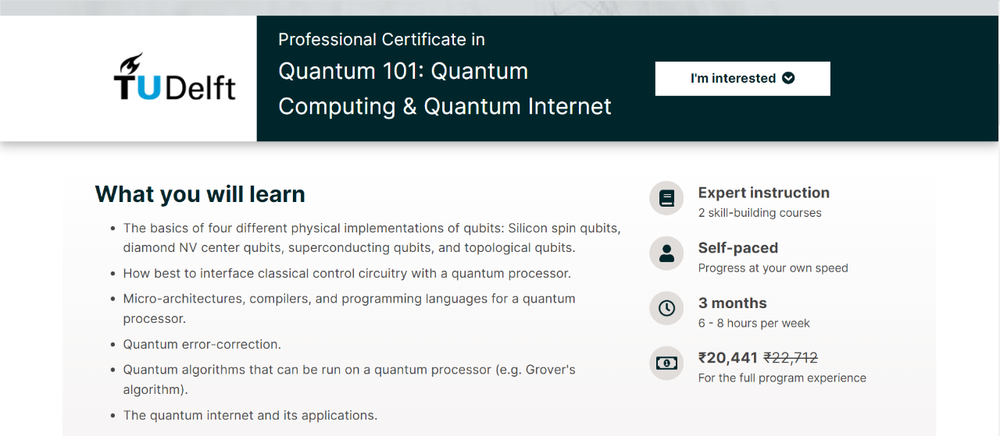 TUDelft
Professional Certificate in
Quantum 101: Quantum
Computing & Quantum Internet
I'm interested
What you will learn
The basics of four different physical implementations of qubits: Silicon spin qubits,
diamond NV center qubits, superconducting qubits, and topological qubits.
How best to interface classical control circuitry with a quantum processor.
Micro-architectures, compilers, and programming languages for a quantum
processor.
Quantum error-correction.
Quantum algorithms that can be run on a quantum processor (e.g. Grover's
algorithm).
The quantum internet and its applications.
Expert instruction
2 skill-building courses
Self-paced
Progress at your own speed
3 months
6 - 8 hours per week
₹20,441 ₹22,712
For the full program experience